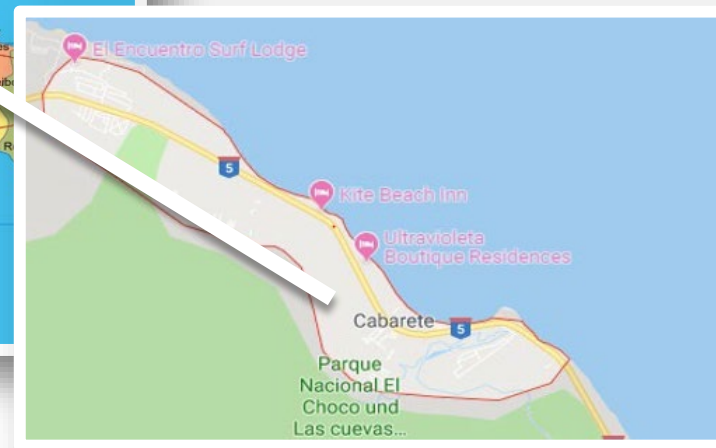 El Encuentro Surf Lodge
5
Kite Beach Inn
Ultravioleta
Boutique Residences
Cabarete
5
Parque
Nacional El
Choco und
Las cuevas...